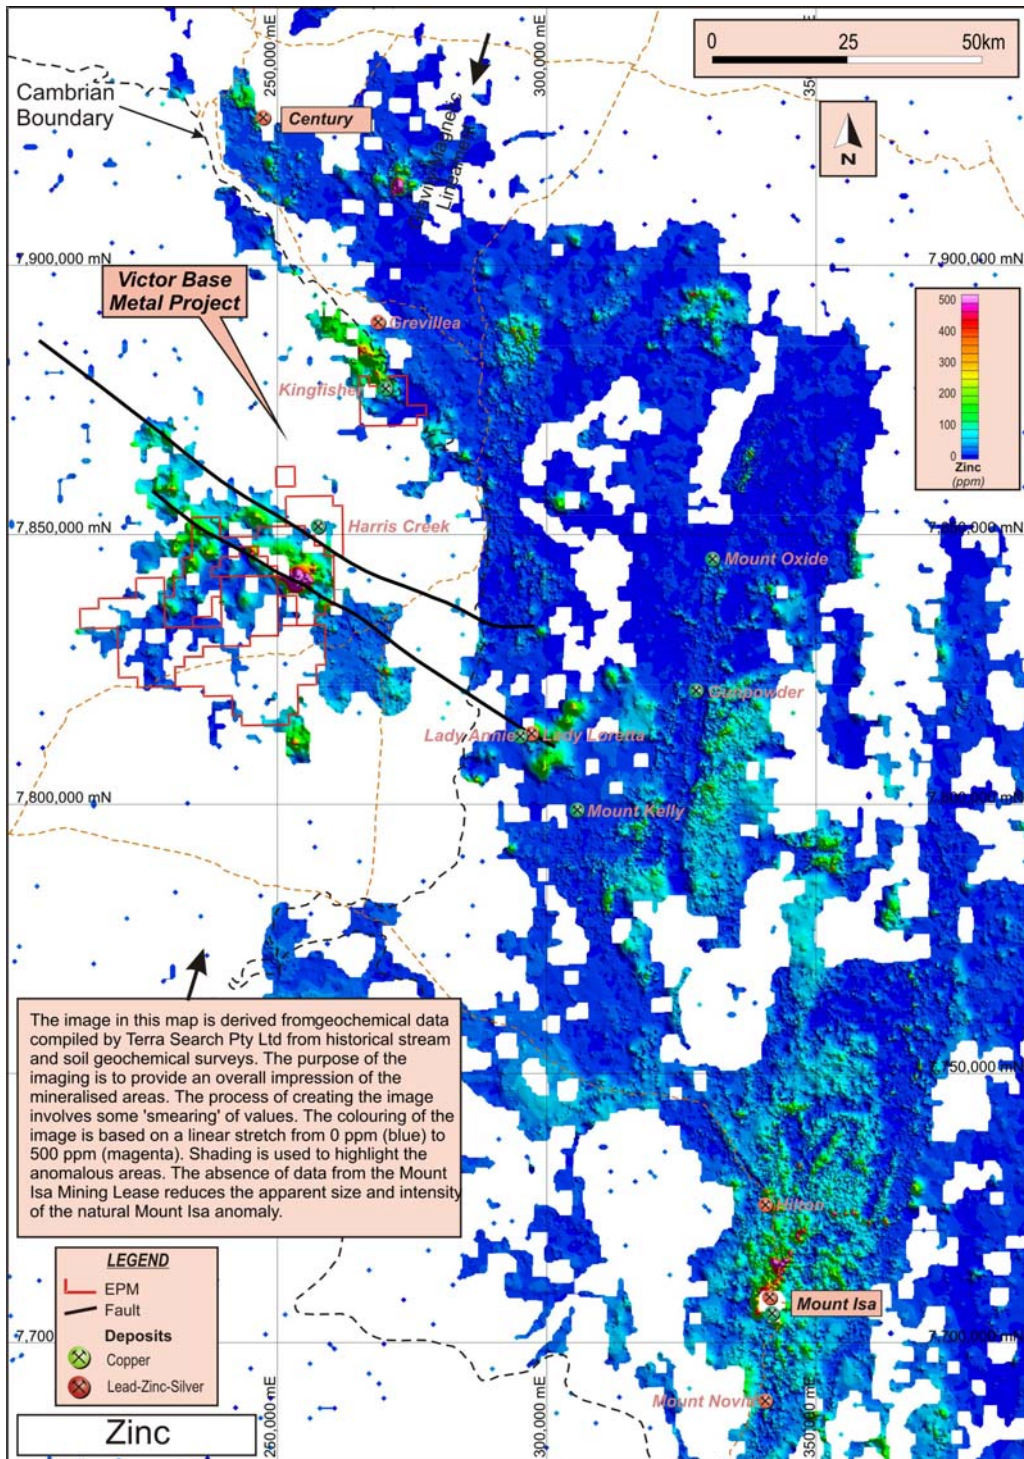 250,000 mE
300,000 mE
0 25 50km
Cambrian
Boundary
Century
Magnetic
N
7,900,000 mN
7,900,000 mN
Victor Base
Metal Project
500
400
300
200
100
0
Zinc
(ppm)
Grevillea
Kingfisher
Harris Creek
7,850,000 mN
Mount Oxide
Gunpowder
Lady Annie
Lady Loretta
7,800,000 mN
7,800,000 mN
Mount Kelly
The image in this map is derived fromgeochemical data
compiled by Terra Search Pty Ltd from historical stream
and soil geochemical surveys. The purpose of the
imaging is to provide an overall impression of the
mineralised areas. The process of creating the image
involves some 'smearing' of values. The colouring of the
image is based on a linear stretch from 0 ppm (blue) to
500 ppm (magenta). Shading is used to highlight the
anomalous areas. The absence of data from the Mount
Isa Mining Lease reduces the apparent size and intensity
of the natural Mount Isa anomaly.
7,750,000 mN
Hilton
LEGEND
EPM
Fault
Deposits
Copper
Lead-Zinc-Silver
Mount Isa
7,700,000 mN
Mount Novit
Zinc
250,000 mE
300,000 mE
350,000 mE